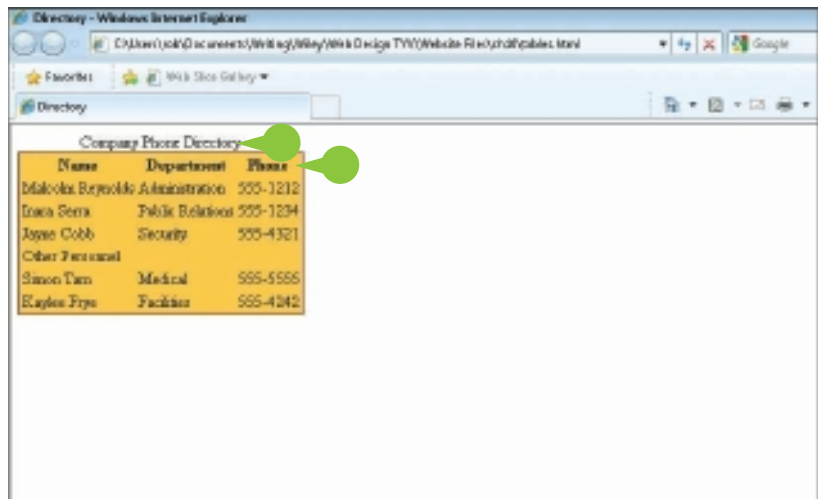 Directory - Windows Internet Explorer
Google
Favorites Web Slice Gallery
Directory
Company Phone Directory
Name Department Phone
Malcolm Reynolds Administration 555-1212
Inara Serra Public Relations 555-1234
Jayne Cobb Security 555-4321
Other Personnel
Simon Tam Medical 555-5555
Kaylee Frye Facilities 555-4242